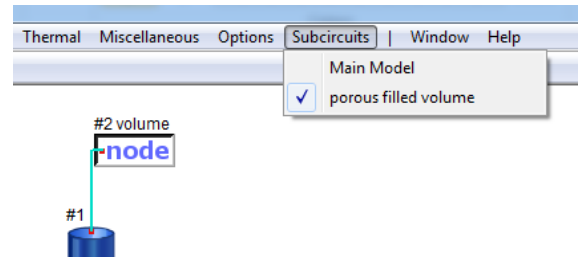 Thermal Miscellaneous Options Subcircuits | Window Help
Main Model
✓ porous filled volume
#2 volume
node
#1